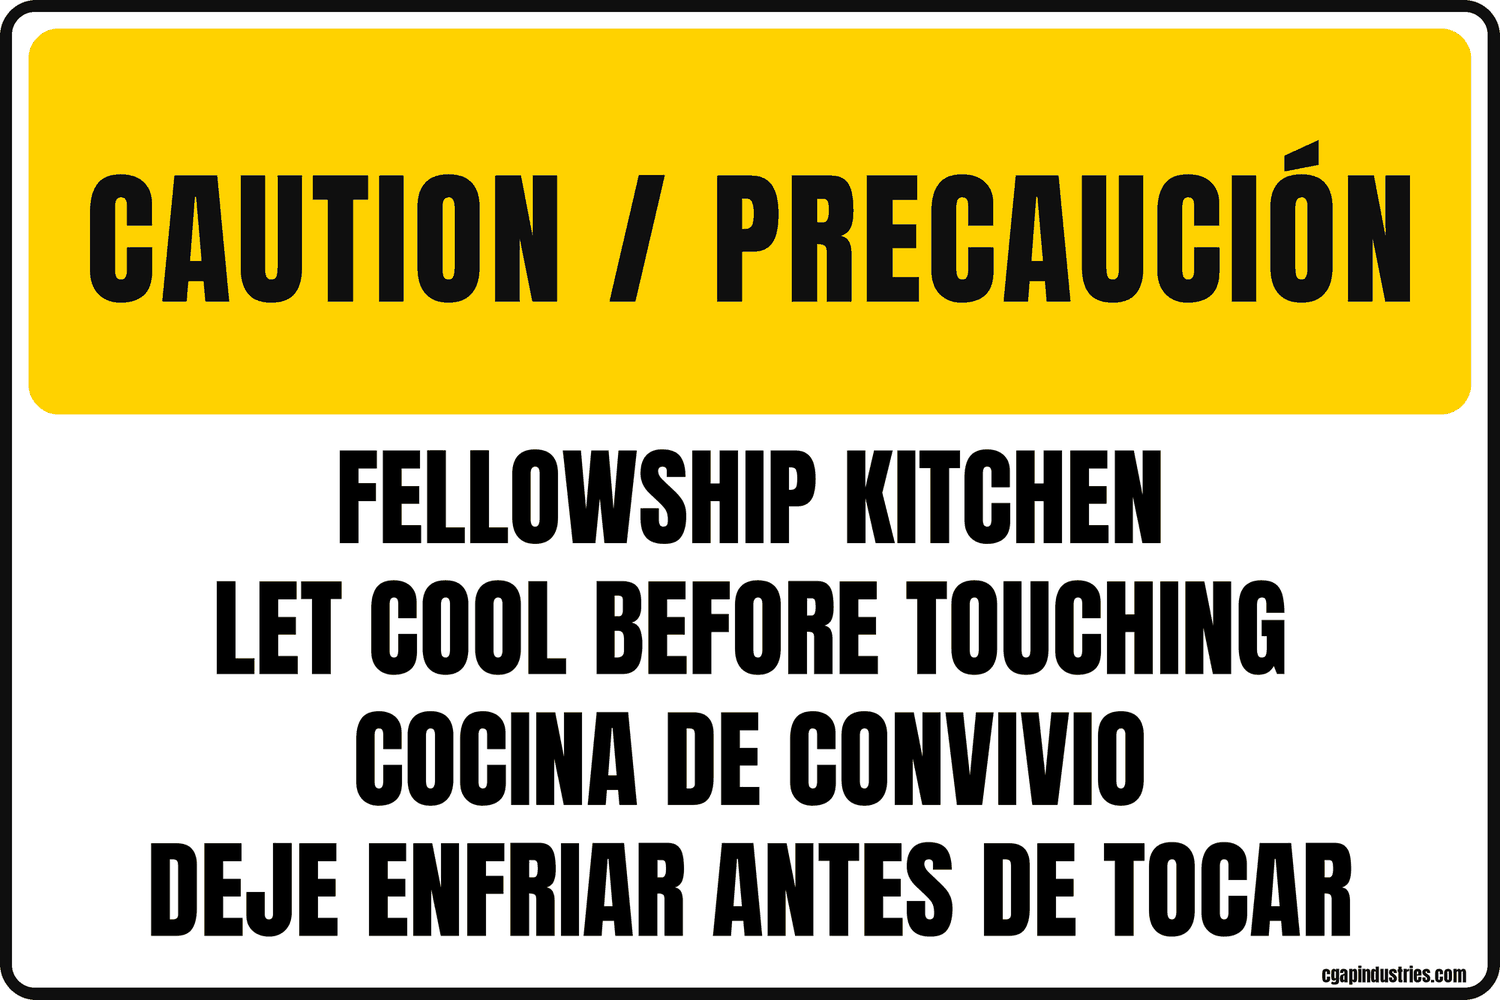 CAUTION / PRECAUCIÓN
FELLOWSHIP KITCHEN
LET COOL BEFORE TOUCHING
COCINA DE CONVIVIO
DEJE ENFRIAR ANTES DE TOCAR
cgapindustries.com